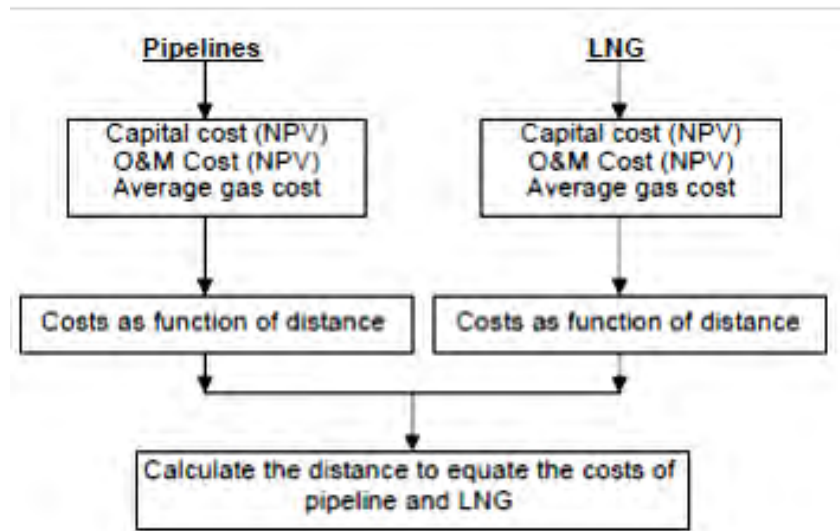 Pipelines
LNG
Capital cost (NPV)
O&M Cost (NPV)
Average gas cost
Capital cost (NPV)
O&M Cost (NPV)
Average gas cost
Costs as function of distance
Costs as function of distance
Calculate the distance to equate the costs of
pipeline and LNG